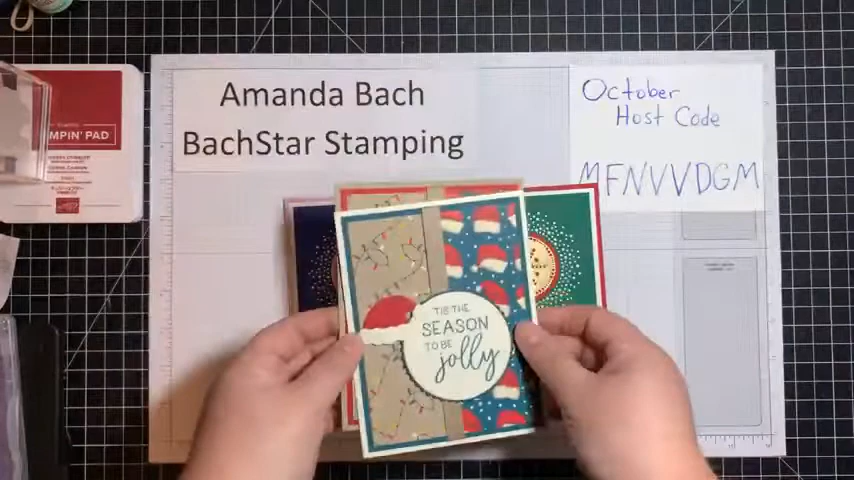 Amanda Bach
BachStar Stamping
October
Host Code
MFNVVDGM
MPIN' PAD
'TIS THE
SEASON
TO BE
jolly